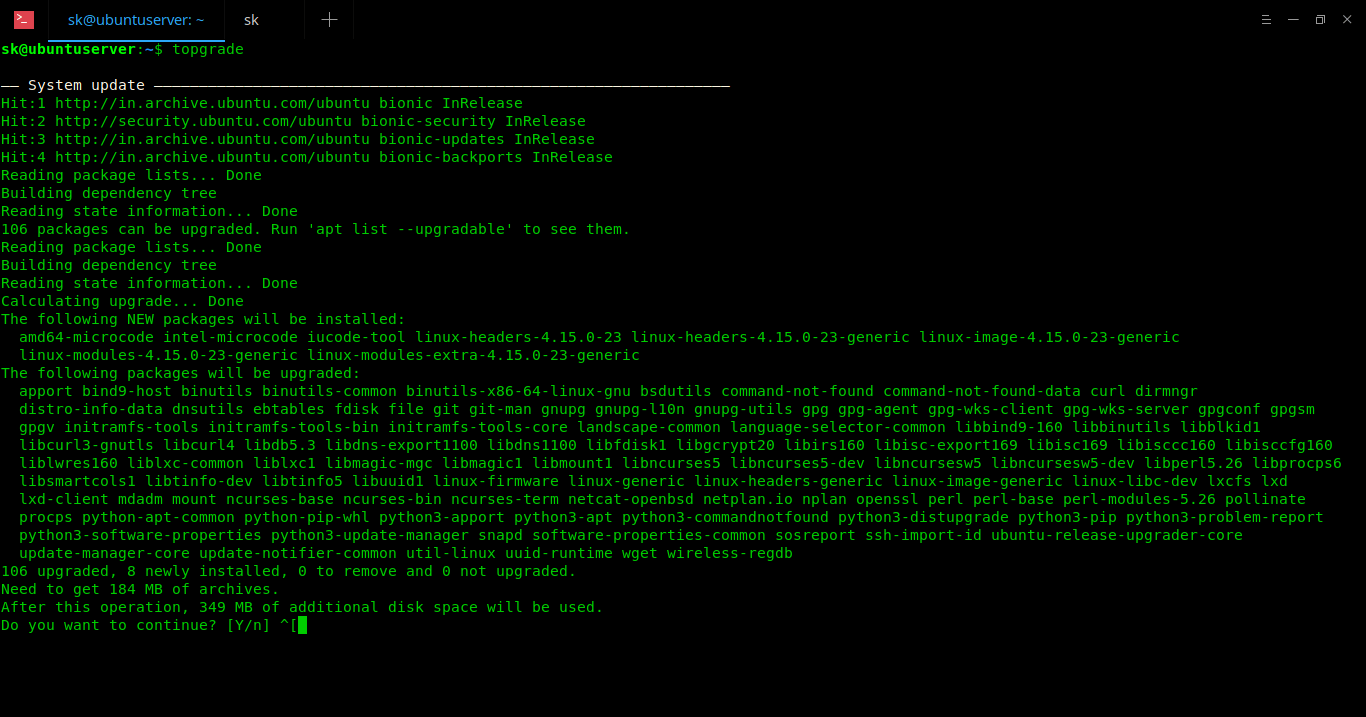 sk@ubuntuserver: ~ sk
sk@ubuntuserver:~$ topgrade
—— System update ————————————————————————————————————————————————————————————————
Hit:1 http://in.archive.ubuntu.com/ubuntu bionic InRelease
Hit:2 http://security.ubuntu.com/ubuntu bionic-security InRelease
Hit:3 http://in.archive.ubuntu.com/ubuntu bionic-updates InRelease
Hit:4 http://in.archive.ubuntu.com/ubuntu bionic-backports InRelease
Reading package lists... Done
Building dependency tree
Reading state information... Done
106 packages can be upgraded. Run 'apt list --upgradable' to see them.
Reading package lists... Done
Building dependency tree
Reading state information... Done
Calculating upgrade... Done
The following NEW packages will be installed:
  amd64-microcode intel-microcode iucode-tool linux-headers-4.15.0-23 linux-headers-4.15.0-23-generic linux-image-4.15.0-23-generic
  linux-modules-4.15.0-23-generic linux-modules-extra-4.15.0-23-generic
The following packages will be upgraded:
  apport bind9-host binutils binutils-common binutils-x86-64-linux-gnu bsdutils command-not-found command-not-found-data curl dirmngr
  distro-info-data dnsutils ebtables fdisk file git git-man gnupg gnupg-l10n gnupg-utils gpg gpg-agent gpg-wks-client gpg-wks-server gpgconf gpgsm
  gpgv initramfs-tools initramfs-tools-bin initramfs-tools-core landscape-common language-selector-common libbind9-160 libbinutils libblkid1
  libcurl3-gnutls libcurl4 libdb5.3 libdns-export1100 libdns1100 libfdisk1 libgcrypt20 libirs160 libisc-export169 libisc169 libisccc160 libisccfg160
  liblwres160 liblxc-common liblxc1 libmagic-mgc libmagic1 libmount1 libncurses5 libncurses5-dev libncursesw5 libncursesw5-dev libperl5.26 libprocps6
  libsmartcols1 libtinfo-dev libtinfo5 libuuid1 linux-firmware linux-generic linux-headers-generic linux-image-generic linux-libc-dev lxcfs lxd
  lxd-client mdadm mount ncurses-base ncurses-bin ncurses-term netcat-openbsd netplan.io nplan openssl perl perl-base perl-modules-5.26 pollinate
  procps python-apt-common python-pip-whl python3-apport python3-apt python3-commandnotfound python3-distupgrade python3-pip python3-problem-report
  python3-software-properties python3-update-manager snapd software-properties-common sosreport ssh-import-id ubuntu-release-upgrader-core
  update-manager-core update-notifier-common util-linux uuid-runtime wget wireless-regdb
106 upgraded, 8 newly installed, 0 to remove and 0 not upgraded.
Need to get 184 MB of archives.
After this operation, 349 MB of additional disk space will be used.
Do you want to continue? [Y/n] ^[